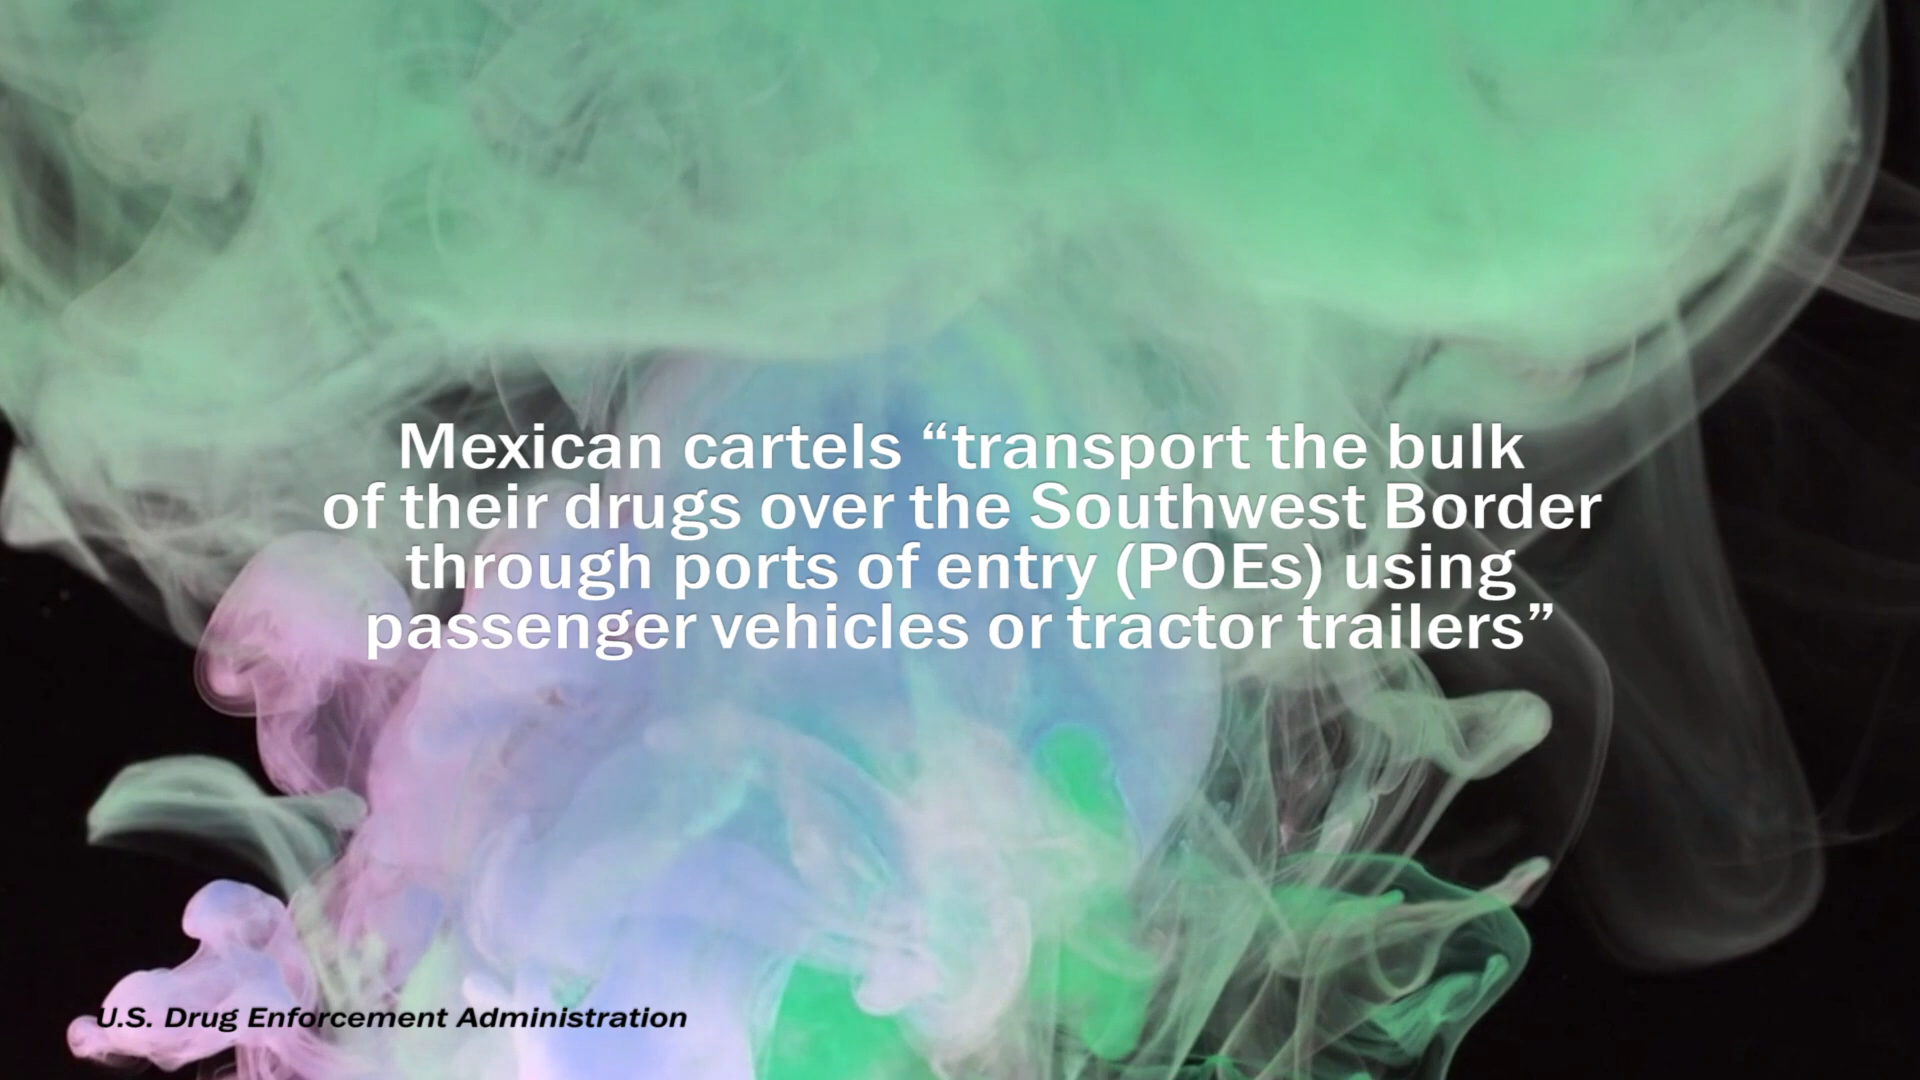 Mexican cartels “transport the bulk
of their drugs over the Southwest Border
through ports of entry (POEs) using
passenger vehicles or tractor trailers”
U.S. Drug Enforcement Administration